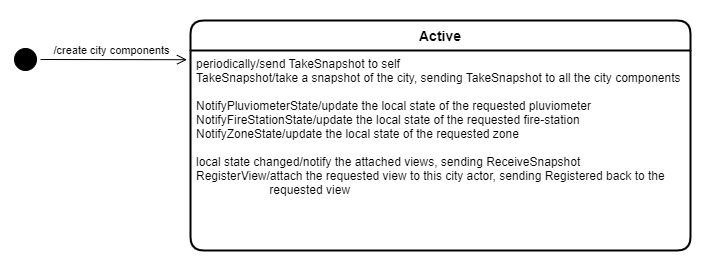 Active
/create city components
periodically/send TakeSnapshot to self
TakeSnapshot/take a snapshot of the city, sending TakeSnapshot to all the city components
NotifyPluviometerState/update the local state of the requested pluviometer
NotifyFireStationState/update the local state of the requested fire-station
NotifyZoneState/update the local state of the requested zone
local state changed/notify the attached views, sending ReceiveSnapshot
RegisterView/attach the requested view to this city actor, sending Registered back to the
requested view